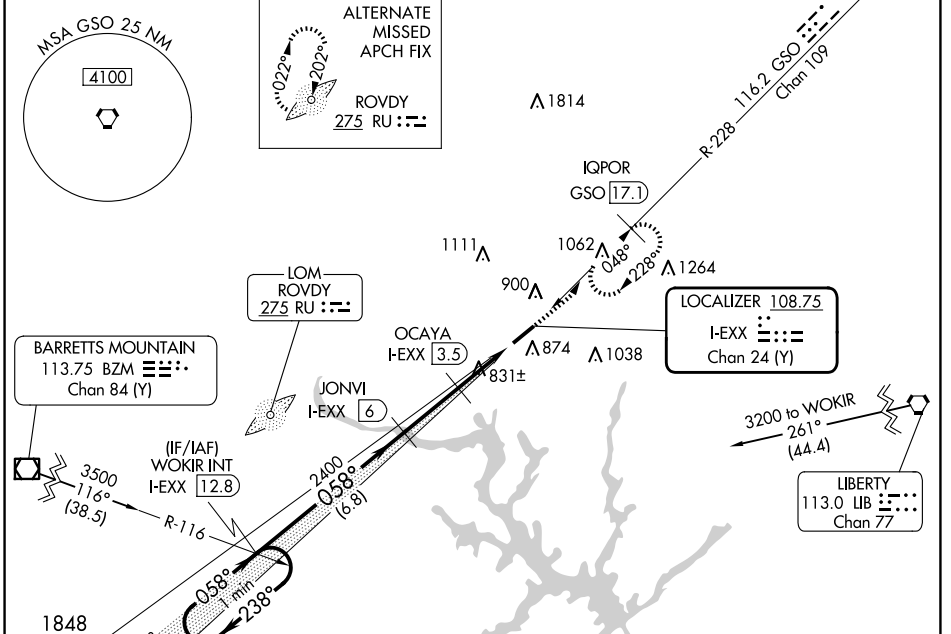 MSA GSO 25 NM
4100
ALTERNATE
MISSED
APCH FIX
022°
202°
ROVDY
275 RU
1814
116.2 GSO
Chan 109
R-228
IQPOR
GSO 17.1
1111
1062
048°
228°
1264
900
LOM
ROVDY
275 RU
LOCALIZER 108.75
I-EXX
Chan 24 (Y)
OCAYA
I-EXX 3.5
874
1038
831±
BARRETTS MOUNTAIN
113.75 BZM
Chan 84 (Y)
JONVI
I-EXX 6
3200 to WOKIR
261°
(44.4)
(IF/IAF)
WOKIR INT
I-EXX 12.8
3500
116°
(38.5)
R-116
2400
058°
(6.8)
LIBERTY
113.0 LIB
Chan 77
058°
1 min
238°
1848